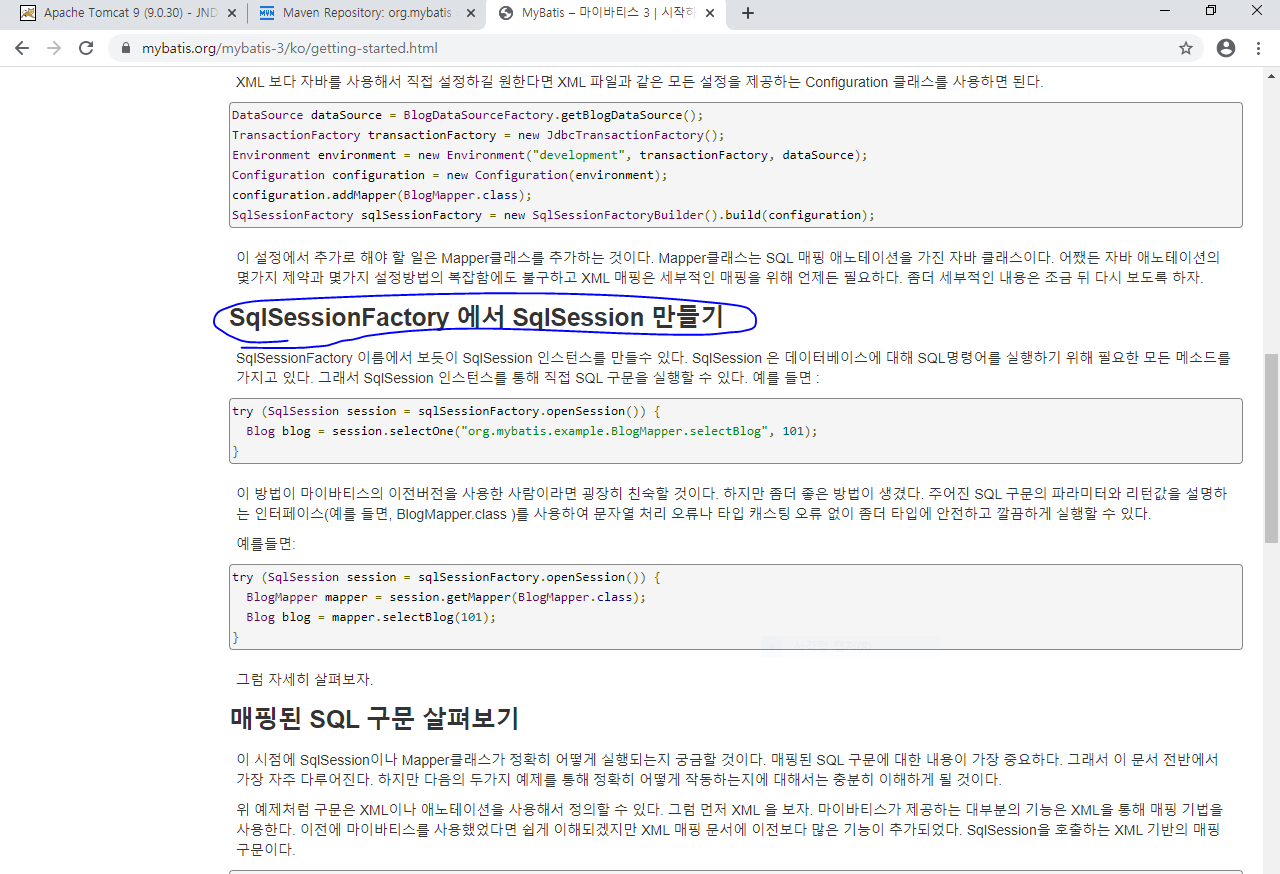 Apache Tomcat 9 (9.0.30) - JND
Maven Repository: org.mybatis
MyBatis – 마이바티스 3 | 시작하
mybatis.org/mybatis-3/ko/getting-started.html
XML 보다 자바를 사용해서 직접 설정하길 원한다면 XML 파일과 같은 모든 설정을 제공하는 Configuration 클래스를 사용하면 된다.
DataSource dataSource = BlogDataSourceFactory.getBlogDataSource();
TransactionFactory transactionFactory = new JdbcTransactionFactory();
Environment environment = new Environment("development", transactionFactory, dataSource);
Configuration configuration = new Configuration(environment);
configuration.addMapper(BlogMapper.class);
SqlSessionFactory sqlSessionFactory = new SqlSessionFactoryBuilder().build(configuration);
이 설정에서 추가로 해야 할 일은 Mapper클래스를 추가하는 것이다. Mapper클래스는 SQL 매핑 애노테이션을 가진 자바 클래스이다. 어쨌든 자바 애노테이션의
몇가지 제약과 몇가지 설정방법의 복잡함에도 불구하고 XML 매핑은 세부적인 매핑을 위해 언제든 필요하다. 좀더 세부적인 내용은 조금 뒤 다시 보도록 하자.
SqlSessionFactory 에서 SqlSession 만들기
SqlSessionFactory 이름에서 보듯이 SqlSession 인스턴스를 만들수 있다. SqlSession 은 데이터베이스에 대해 SQL명령어를 실행하기 위해 필요한 모든 메소드를
가지고 있다. 그래서 SqlSession 인스턴스를 통해 직접 SQL 구문을 실행할 수 있다. 예를 들면 :
try (SqlSession session = sqlSessionFactory.openSession()) {
Blog blog = session.selectOne("org.mybatis.example.BlogMapper.selectBlog", 101);
}
이 방법이 마이바티스의 이전버전을 사용한 사람이라면 굉장히 친숙할 것이다. 하지만 좀더 좋은 방법이 생겼다. 주어진 SQL 구문의 파라미터와 리턴값을 설명하
는 인터페이스(예를 들면, BlogMapper.class )를 사용하여 문자열 처리 오류나 타입 캐스팅 오류 없이 좀더 타입에 안전하고 깔끔하게 실행할 수 있다.
예를들면:
try (SqlSession session = sqlSessionFactory.openSession()) {
BlogMapper mapper = session.getMapper(BlogMapper.class);
Blog blog = mapper.selectBlog(101);
}
그럼 자세히 살펴보자.
매핑된 SQL 구문 살펴보기
이 시점에 SqlSession이나 Mapper클래스가 정확히 어떻게 실행되는지 궁금할 것이다. 매핑된 SQL 구문에 대한 내용이 가장 중요하다. 그래서 이 문서 전반에서
가장 자주 다루어진다. 하지만 다음의 두가지 예제를 통해 정확히 어떻게 작동하는지에 대해서는 충분히 이해하게 될 것이다.
위 예제처럼 구문은 XML이나 애노테이션을 사용해서 정의할 수 있다. 그럼 먼저 XML 을 보자. 마이바티스가 제공하는 대부분의 기능은 XML을 통해 매핑 기법을
사용한다. 이전에 마이바티스를 사용했었다면 쉽게 이해되겠지만 XML 매핑 문서에 이전보다 많은 기능이 추가되었다. SqlSession을 호출하는 XML 기반의 매핑
구문이다.